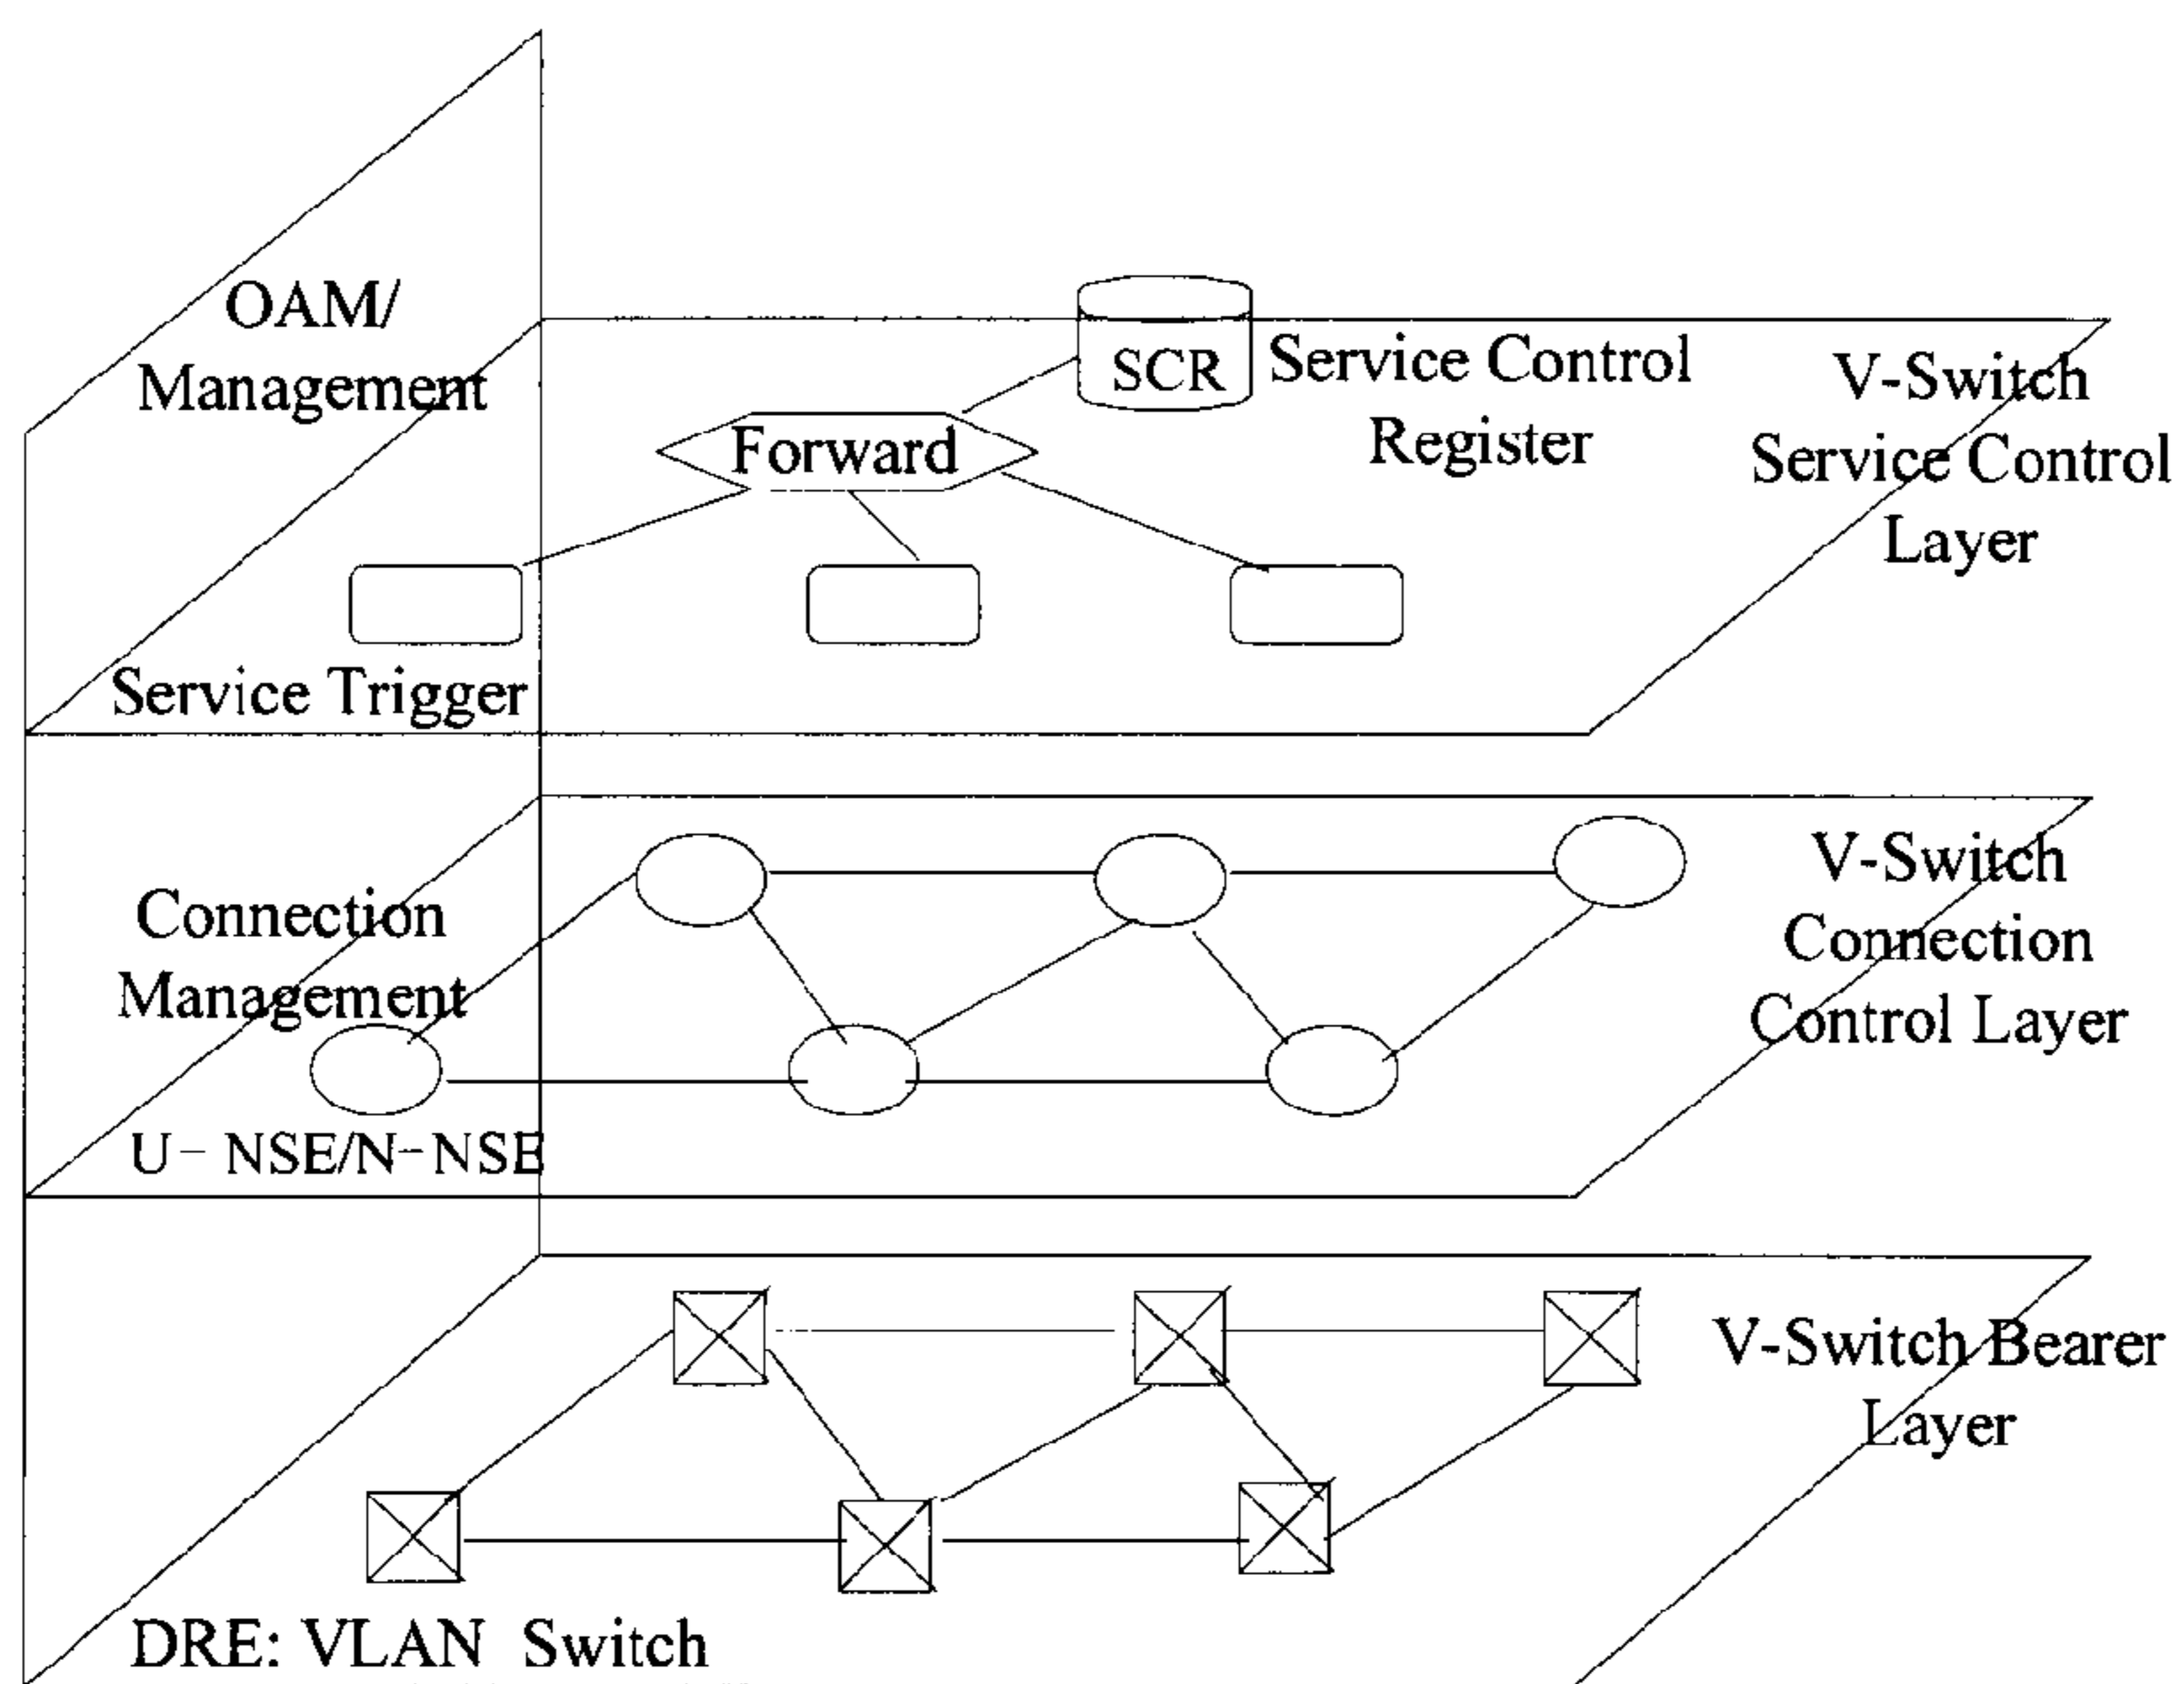 OAM/
Management
SCR
Service Control
Register
V-Switch
Service Control
Layer
Forward
Service Trigger
Connection
Management
V-Switch
Connection
Control Layer
U- NSE/N-NSE
V-Switch Bearer
Layer
DRE: VLAN Switch